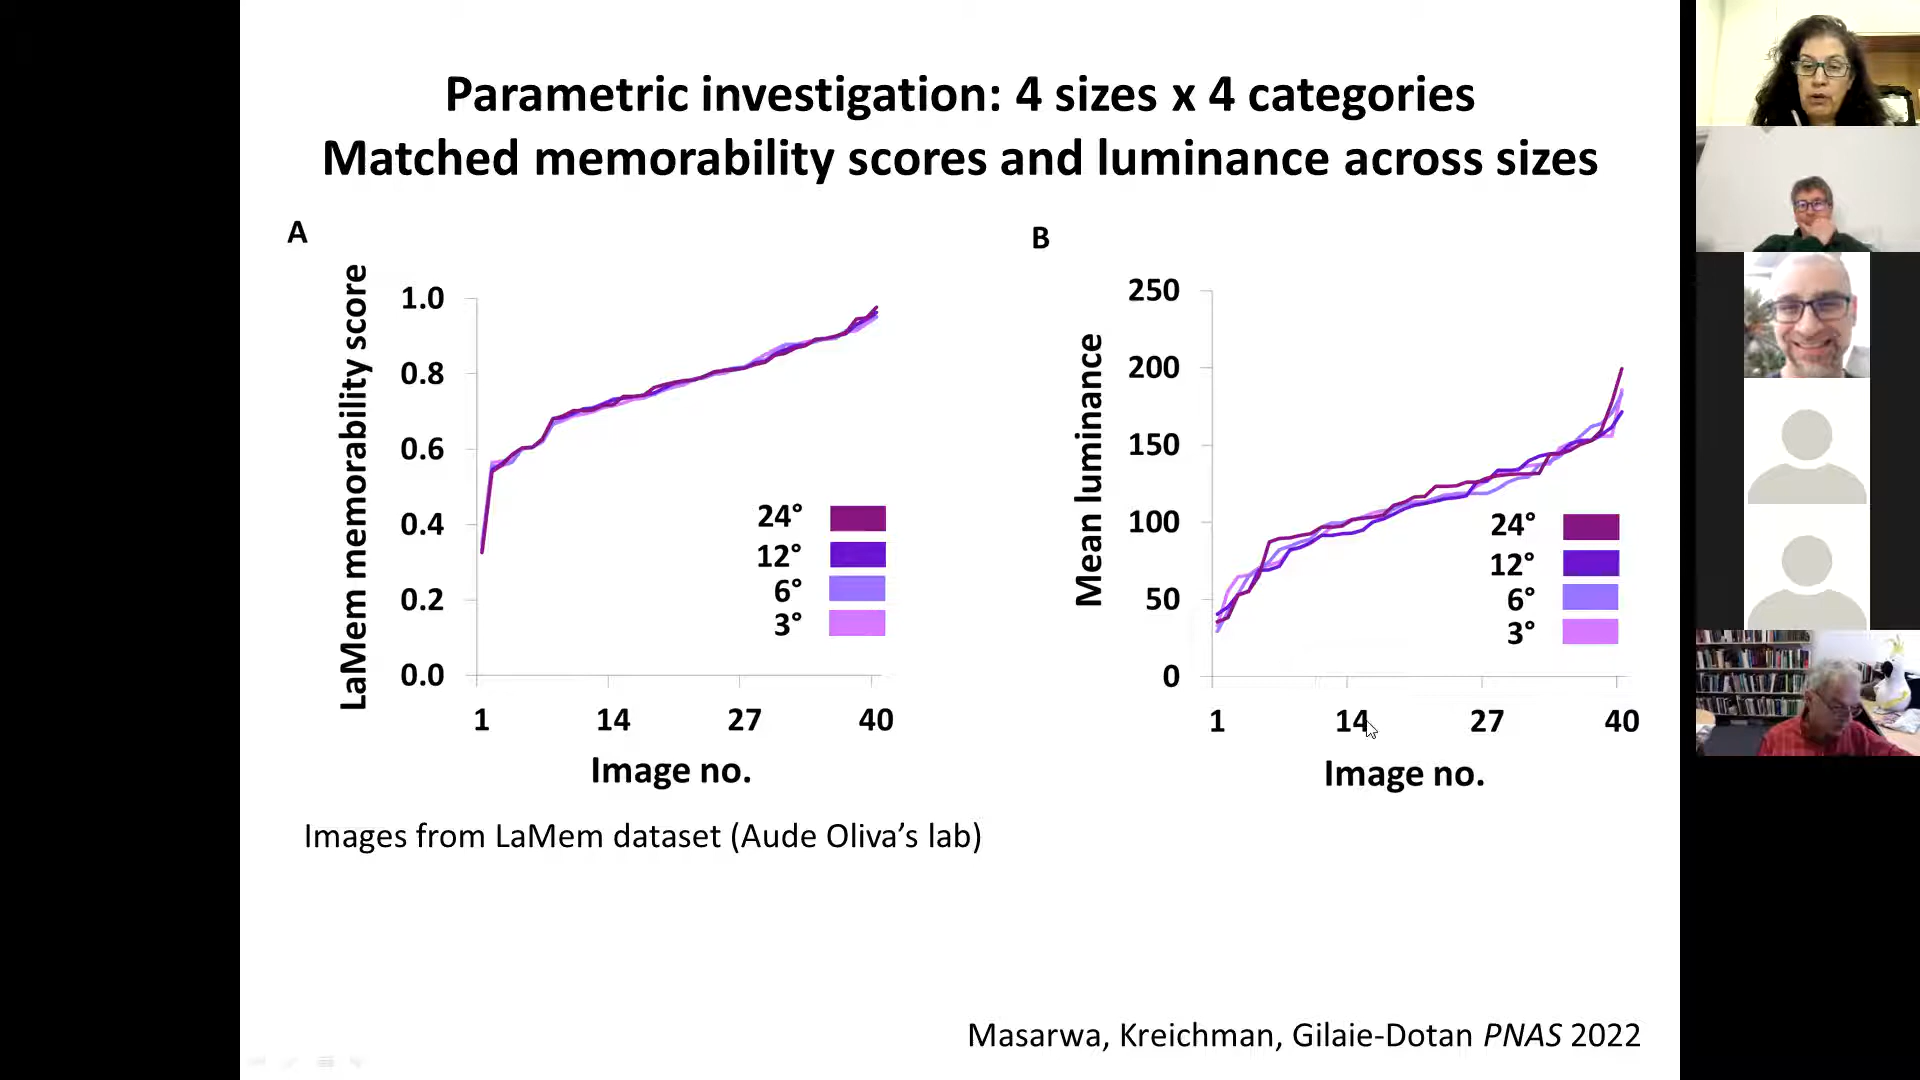 Parametric investigation: 4 sizes x 4 categories
Matched memorability scores and luminance across sizes
A
LaMem memorability score
1.0
0.8
0.6
0.4
0.2
0.0
24°
12°
6°
3°
1 14 27 40
Image no.
B
Mean luminance
250
200
150
100
50
0
24°
12°
6°
3°
1 14 27 40
Image no.
Images from LaMem dataset (Aude Oliva’s lab)
Masarwa, Kreichman, Gilaie-Dotan PNAS 2022